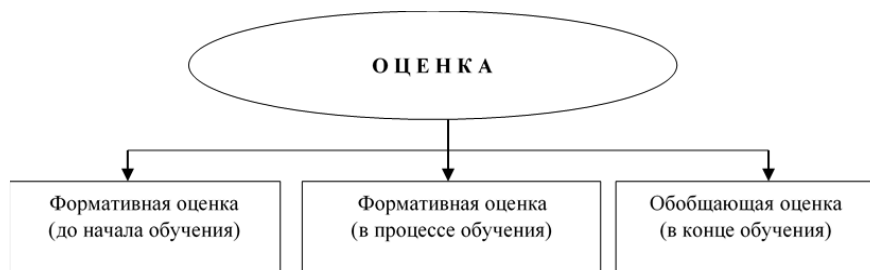 О Ц Е Н К А
Формативная оценка
(до начала обучения)
Формативная оценка
(в процессе обучения)
Обобщающая оценка
(в конце обучения)